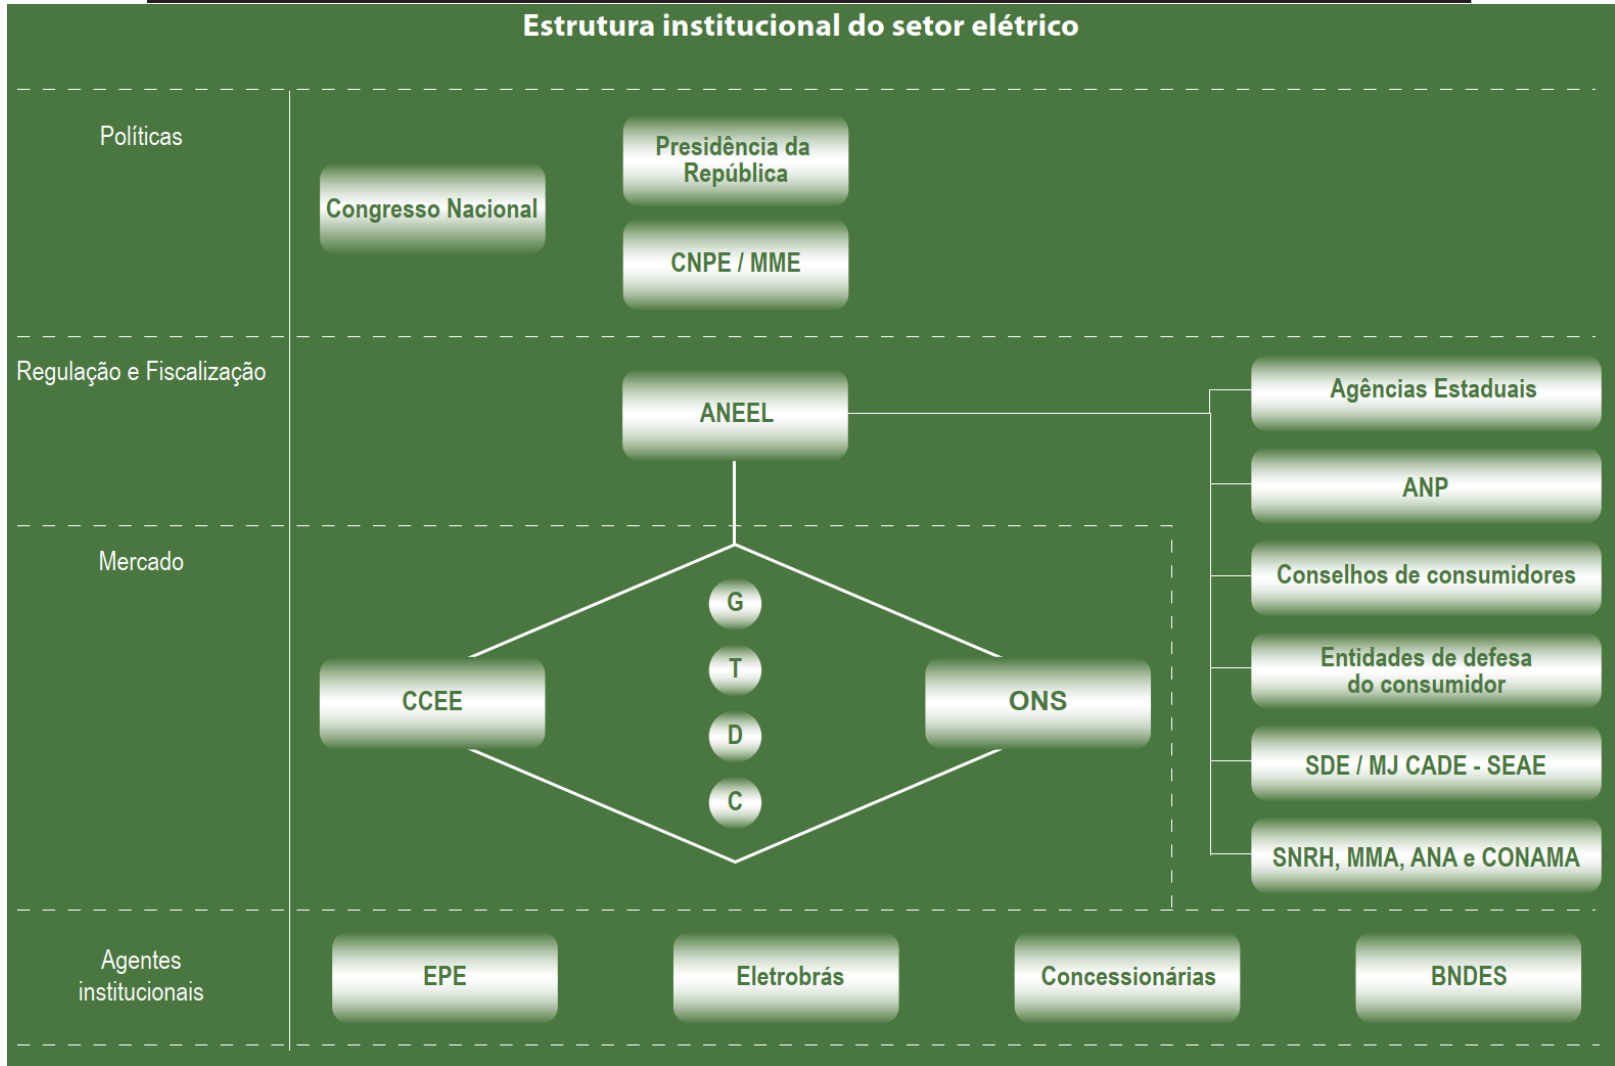 Estrutura institucional do setor elétrico
Políticas
Presidência da
República
Congresso Nacional
CNPE / MME
Regulação e Fiscalização
ANEEL
Agências Estaduais
ANP
Mercado
Conselhos de consumidores
G
T
Entidades de defesa
do consumidor
CCEE
ONS
D
SDE / MJ CADE - SEAE
C
SNRH, MMA, ANA e CONAMA
Agentes
institucionais
EPE
Eletrobrás
Concessionárias
BNDES